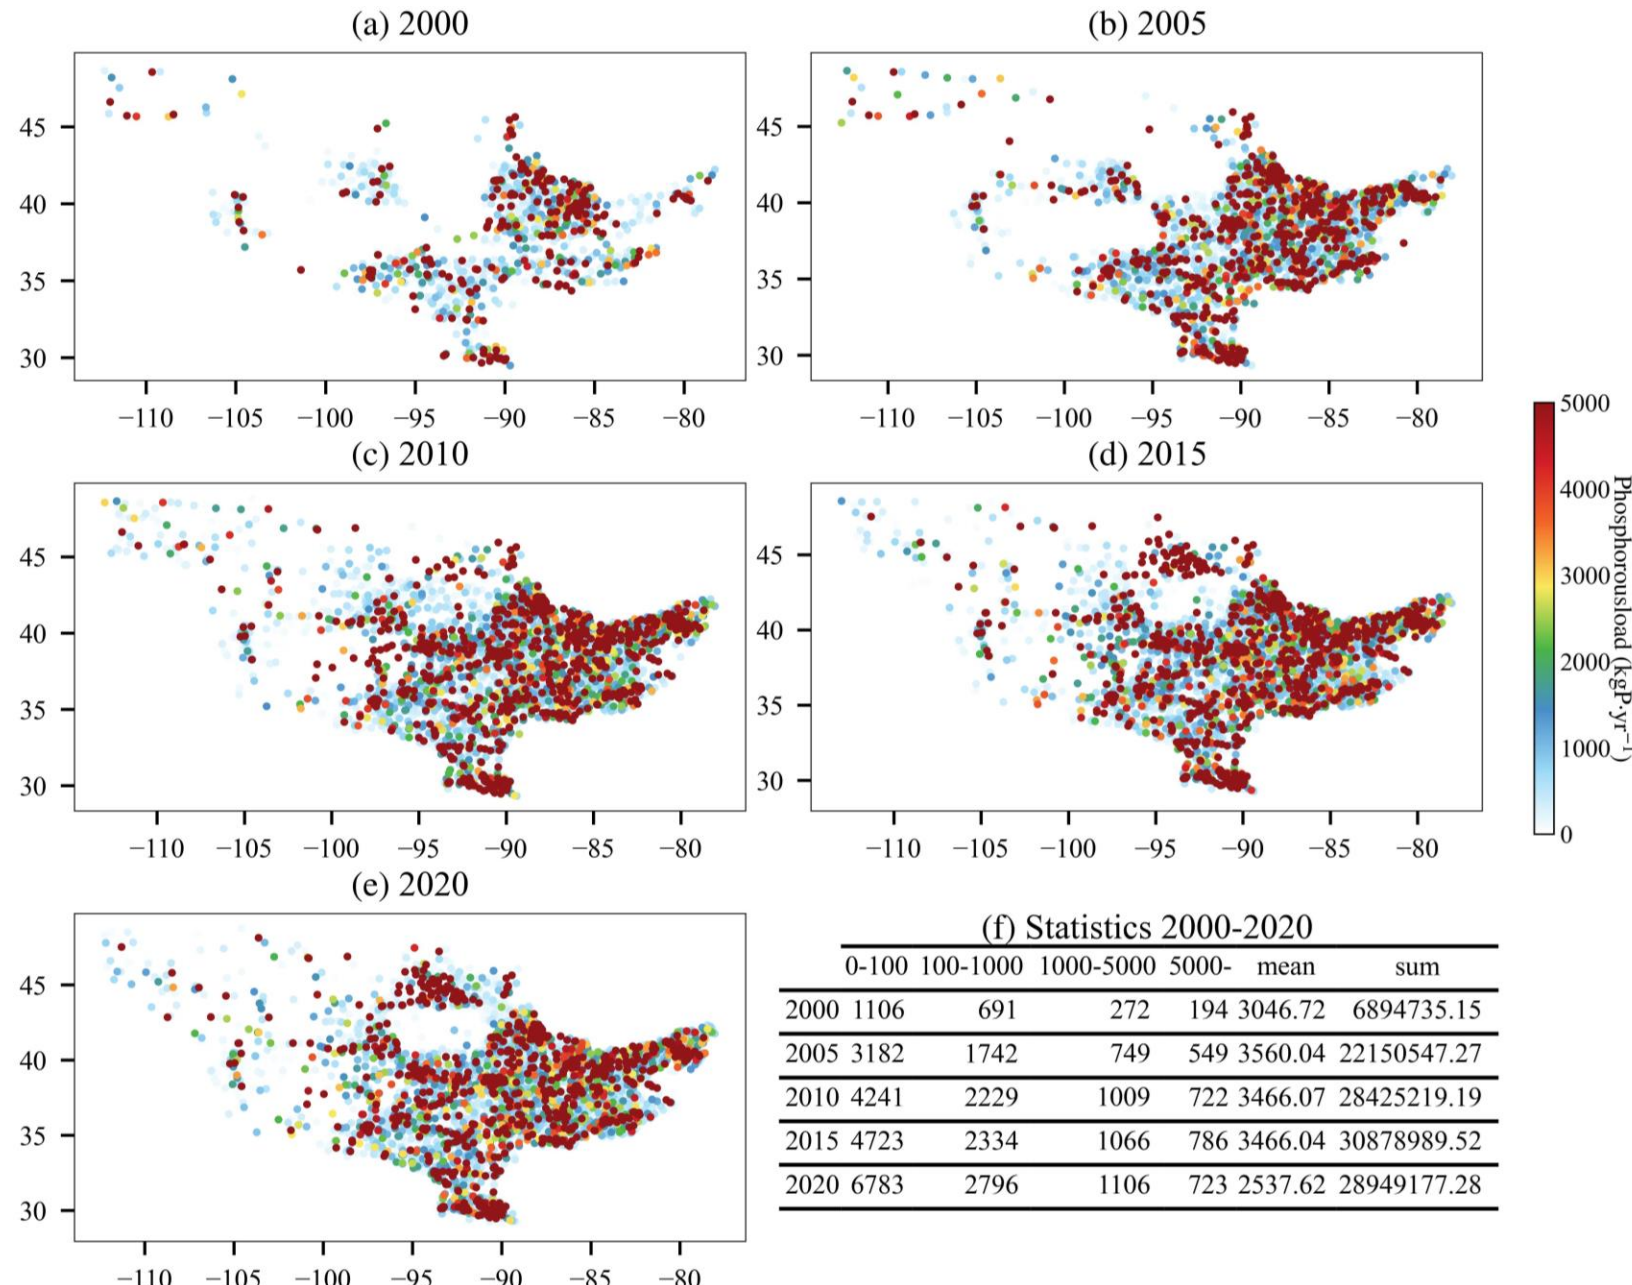 (a) 2000
(b) 2005
45
40
35
30
−110 −105 −100 −95 −90 −85 −80
45
40
35
30
−110 −105 −100 −95 −90 −85 −80
(c) 2010
(d) 2015
45
40
35
30
−110 −105 −100 −95 −90 −85 −80
45
40
35
30
−110 −105 −100 −95 −90 −85 −80
5000
4000
3000
2000
1000
0
Phosphorousload (kgP·yr⁻¹)
(e) 2020
45
40
35
30
−110 −105 −100 −95 −90 −85 −80
(f) Statistics 2000-2020
0-100 100-1000 1000-5000 5000- mean sum
2000 1106 691 272 194 3046.72 6894735.15
2005 3182 1742 749 549 3560.04 22150547.27
2010 4241 2229 1009 722 3466.07 28425219.19
2015 4723 2334 1066 786 3466.04 30878989.52
2020 6783 2796 1106 723 2537.62 28949177.28